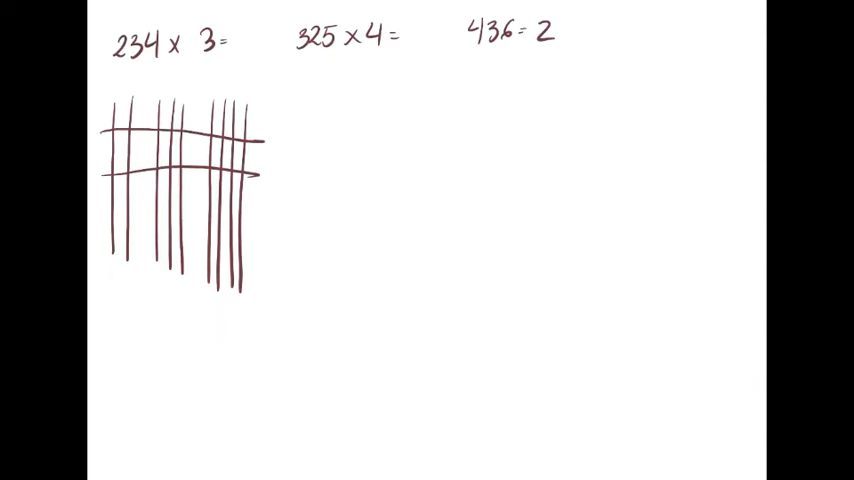 234 x 3 =
325 x 4 =
436 = 2